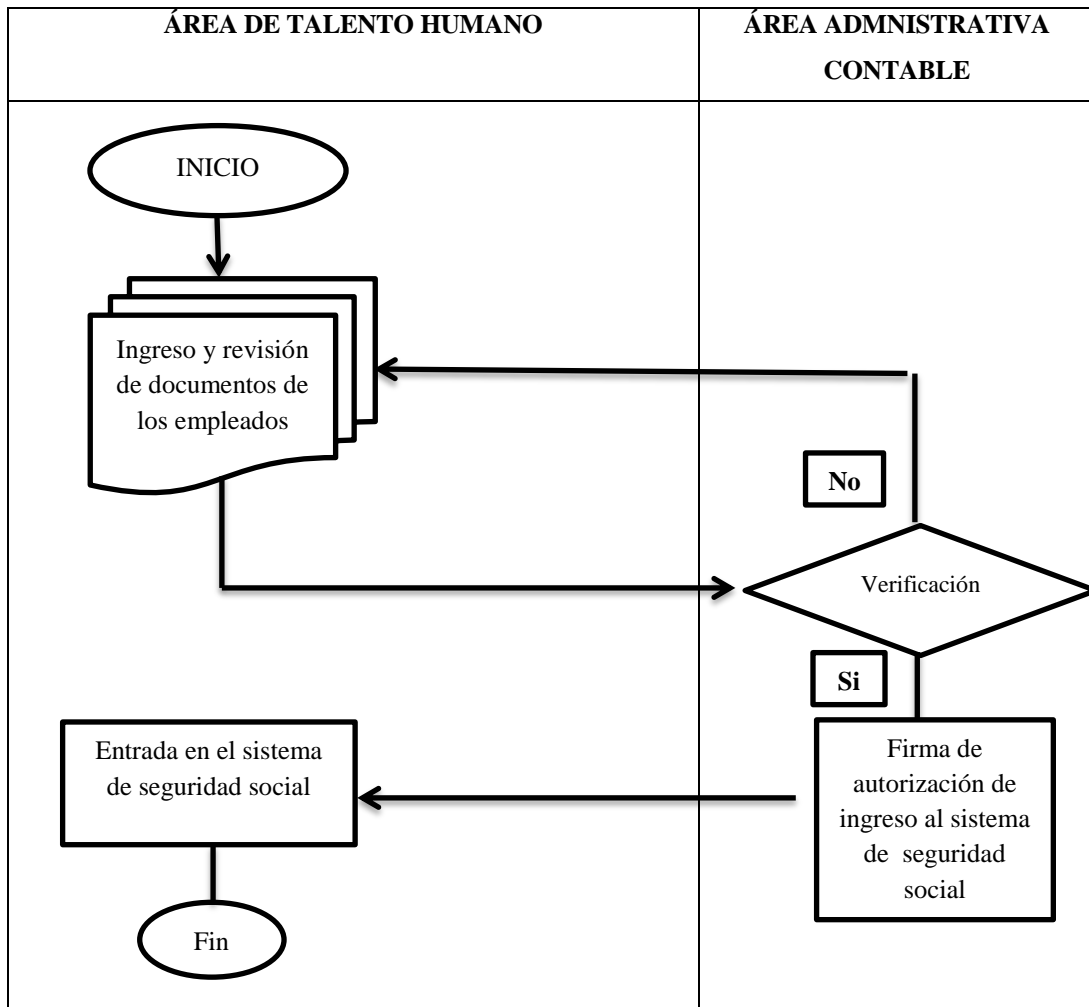 ÁREA DE TALENTO HUMANO
ÁREA ADMNISTRATIVA
CONTABLE
INICIO
Ingreso y revisión
de documentos de
los empleados
No
Verificación
Si
Entrada en el sistema
de seguridad social
Firma de
autorización de
ingreso al sistema
de seguridad
social
Fin